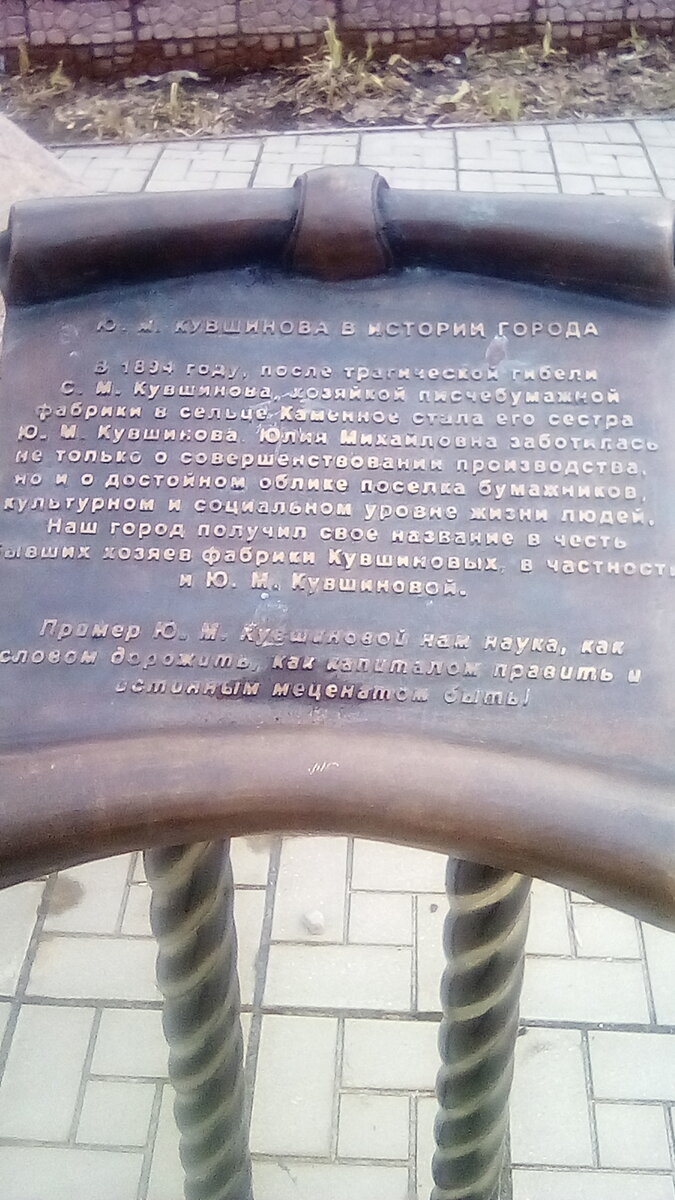 Ю. М. КУВШИНОВА В ИСТОРИИ ГОРОДА
В 1894 году, после трагической гибели
С. М. Кувшинова, хозяйкой писчебумажной
фабрики в сельце Каменное стала его сестра
Ю. М. Кувшинова. Юлия Михайловна заботилась
не только о совершенствовании производства,
но и о достойном облике поселка бумажников,
культурном и социальном уровне жизни людей.
Наш город получил свое название в честь
бывших хозяев фабрики Кувшиновых, в частности
и Ю. М. Кувшиновой.
Пример Ю. М. Кувшиновой нам наука, как
словом дорожить, как капиталом править и
истинным меценатом быть!